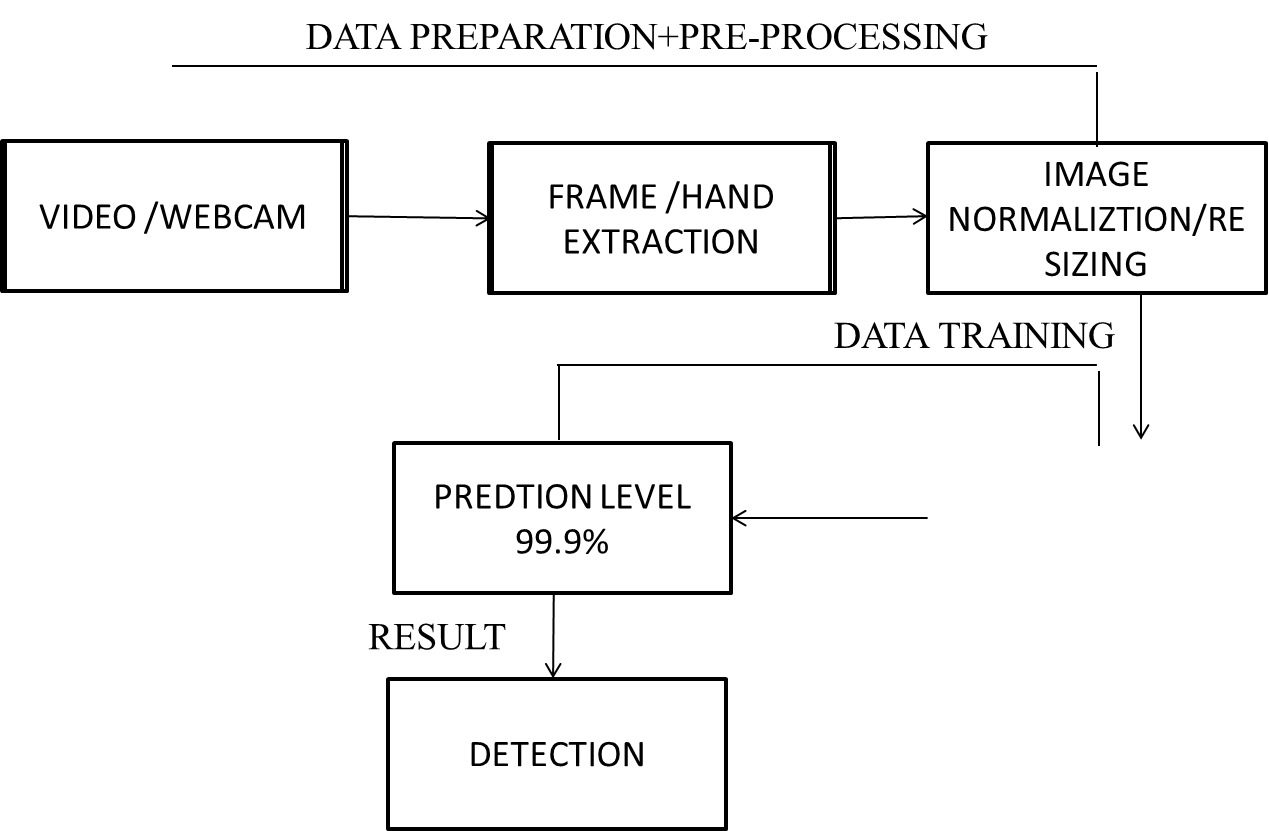 DATA PREPARATION+PRE-PROCESSING
VIDEO /WEBCAM
FRAME /HAND
EXTRACTION
IMAGE
NORMALIZTION/RE
SIZING
DATA TRAINING
PREDTION LEVEL
99.9%
RESULT
DETECTION